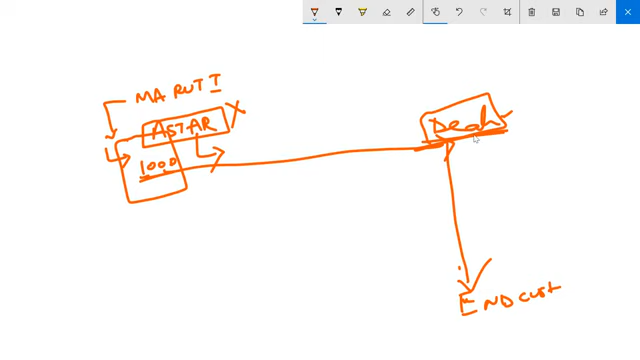 MARUTI
ASTAR X
1000
Dealr
END CUST